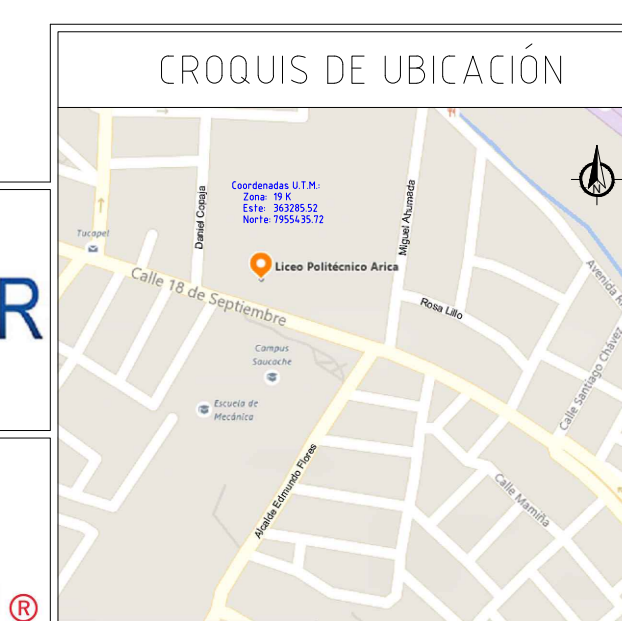 CROQUIS DE UBICACIÓN
Coordenadas U.T.M.:
Zona: 19 K
Este: 363285.52
Norte: 7955435.72
Daniel Copaja
Miguel Ahumada
Tucapel
Liceo Politécnico Arica
Calle 18 de Septiembre
Rosa Lillo
Avenida
Calle Santiago Chávez
Campus
Saucache
Escuela de
Mecánica
Alcalde Edmundo Flores
Calle Mamiña
N
R
®